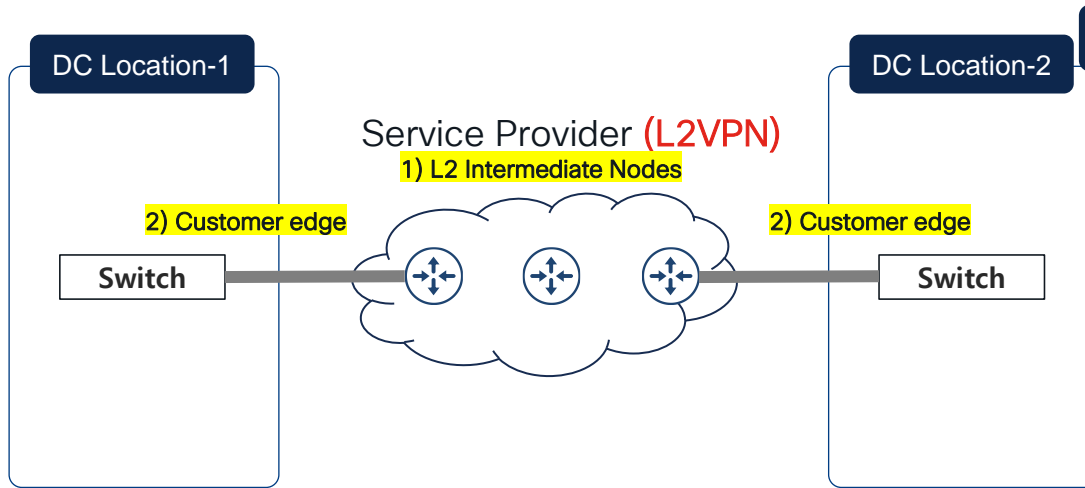 DC Location-1
DC Location-2
Service Provider (L2VPN)
1) L2 Intermediate Nodes
2) Customer edge
2) Customer edge
Switch
Switch